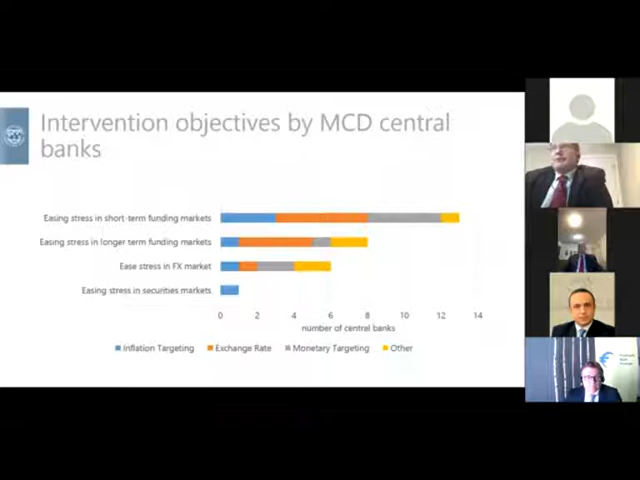 Intervention objectives by MCD central
banks
Easing stress in short-term funding markets
Easing stress in longer term funding markets
Ease stress in FX market
Easing stress in securities markets
0 2 4 6 8 10 12 14
number of central banks
Inflation Targeting Exchange Rate Monetary Targeting Other